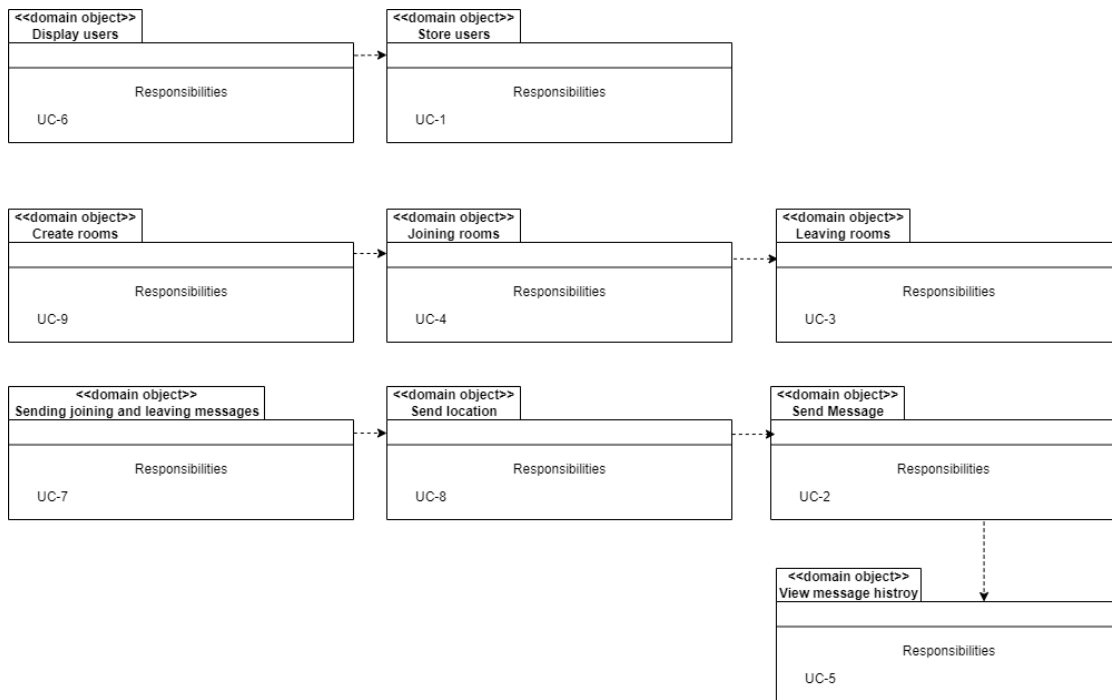 <<domain object>>
Display users
Responsibilities
UC-6
<<domain object>>
Store users
Responsibilities
UC-1
<<domain object>>
Create rooms
Responsibilities
UC-9
<<domain object>>
Joining rooms
Responsibilities
UC-4
<<domain object>>
Leaving rooms
Responsibilities
UC-3
<<domain object>>
Sending joining and leaving messages
Responsibilities
UC-7
<<domain object>>
Send location
Responsibilities
UC-8
<<domain object>>
Send Message
Responsibilities
UC-2
<<domain object>>
View message histroy
Responsibilities
UC-5